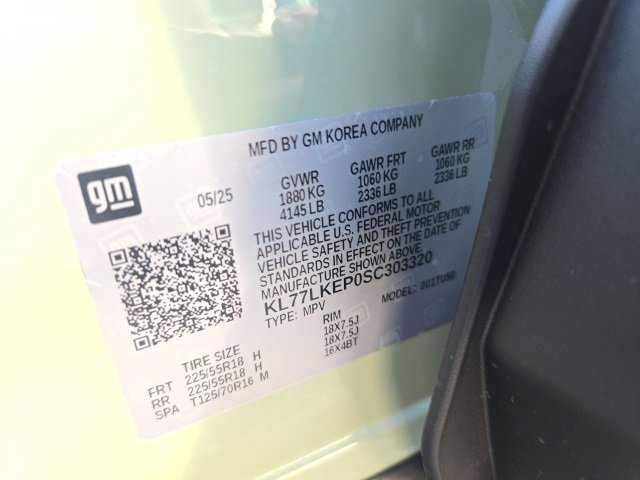 MFD BY GM KOREA COMPANY
gm
05/25
GVWR
1880 KG
4145 LB
GAWR FRT
1060 KG
2336 LB
GAWR RR
1060 KG
2336 LB
THIS VEHICLE CONFORMS TO ALL
APPLICABLE U.S. FEDERAL MOTOR
VEHICLE SAFETY AND THEFT PREVENTION
STANDARDS IN EFFECT ON THE DATE OF
MANUFACTURE SHOWN ABOVE.
KL77LKEP0SC303320
TYPE: MPV
MODEL: 001TU58
TIRE SIZE
RIM
FRT 225/55R18 H 18X7.5J
RR 225/55R18 H 18X7.5J
SPA T125/70R16 M 16X4BT